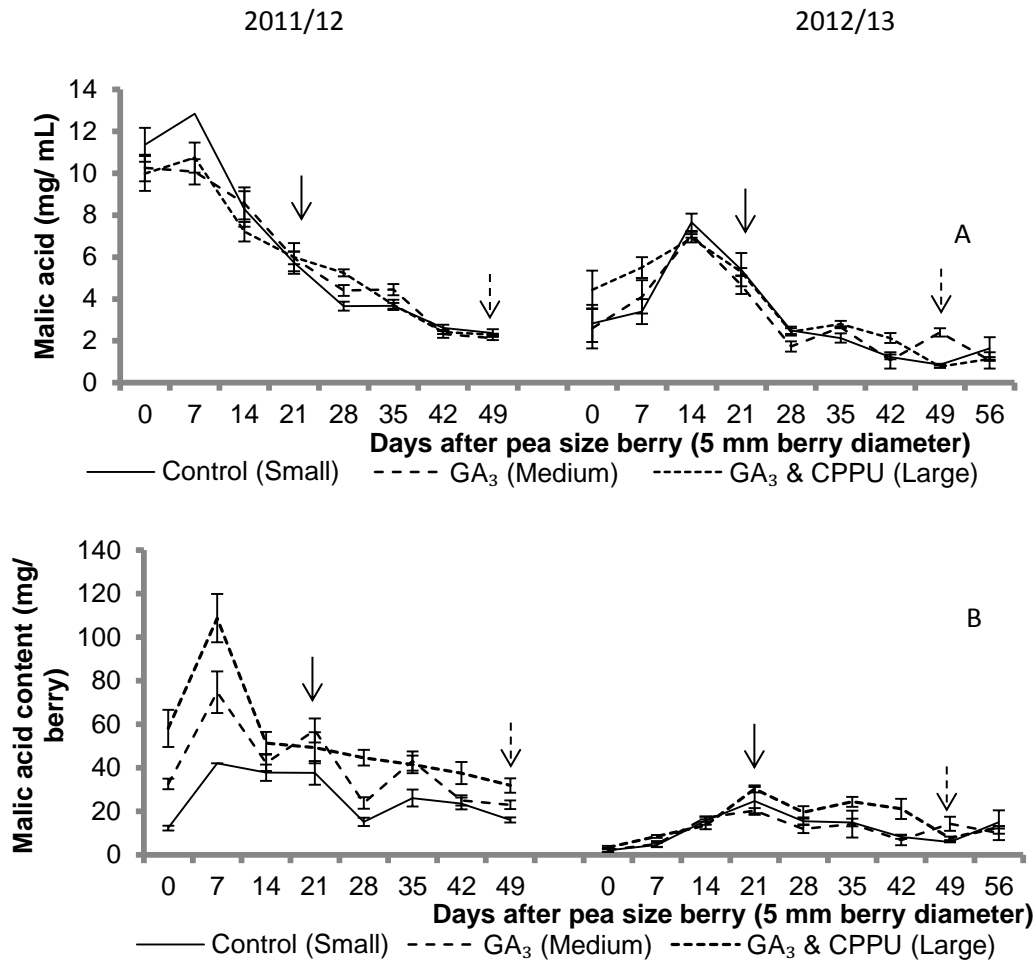 2011/12 2012/13
Malic acid (mg/ mL)
14
12
10
8
6
4
2
0
A
0 7 14 21 28 35 42 49 0 7 14 21 28 35 42 49 56
Days after pea size berry (5 mm berry diameter)
Control (Small) GA₃ (Medium) GA₃ & CPPU (Large)
Malic acid content (mg/
berry)
140
120
100
80
60
40
20
0
B
0 7 14 21 28 35 42 49 0 7 14 21 28 35 42 49 56
Days after pea size berry (5 mm berry diameter)
Control (Small) GA₃ (Medium) GA₃ & CPPU (Large)